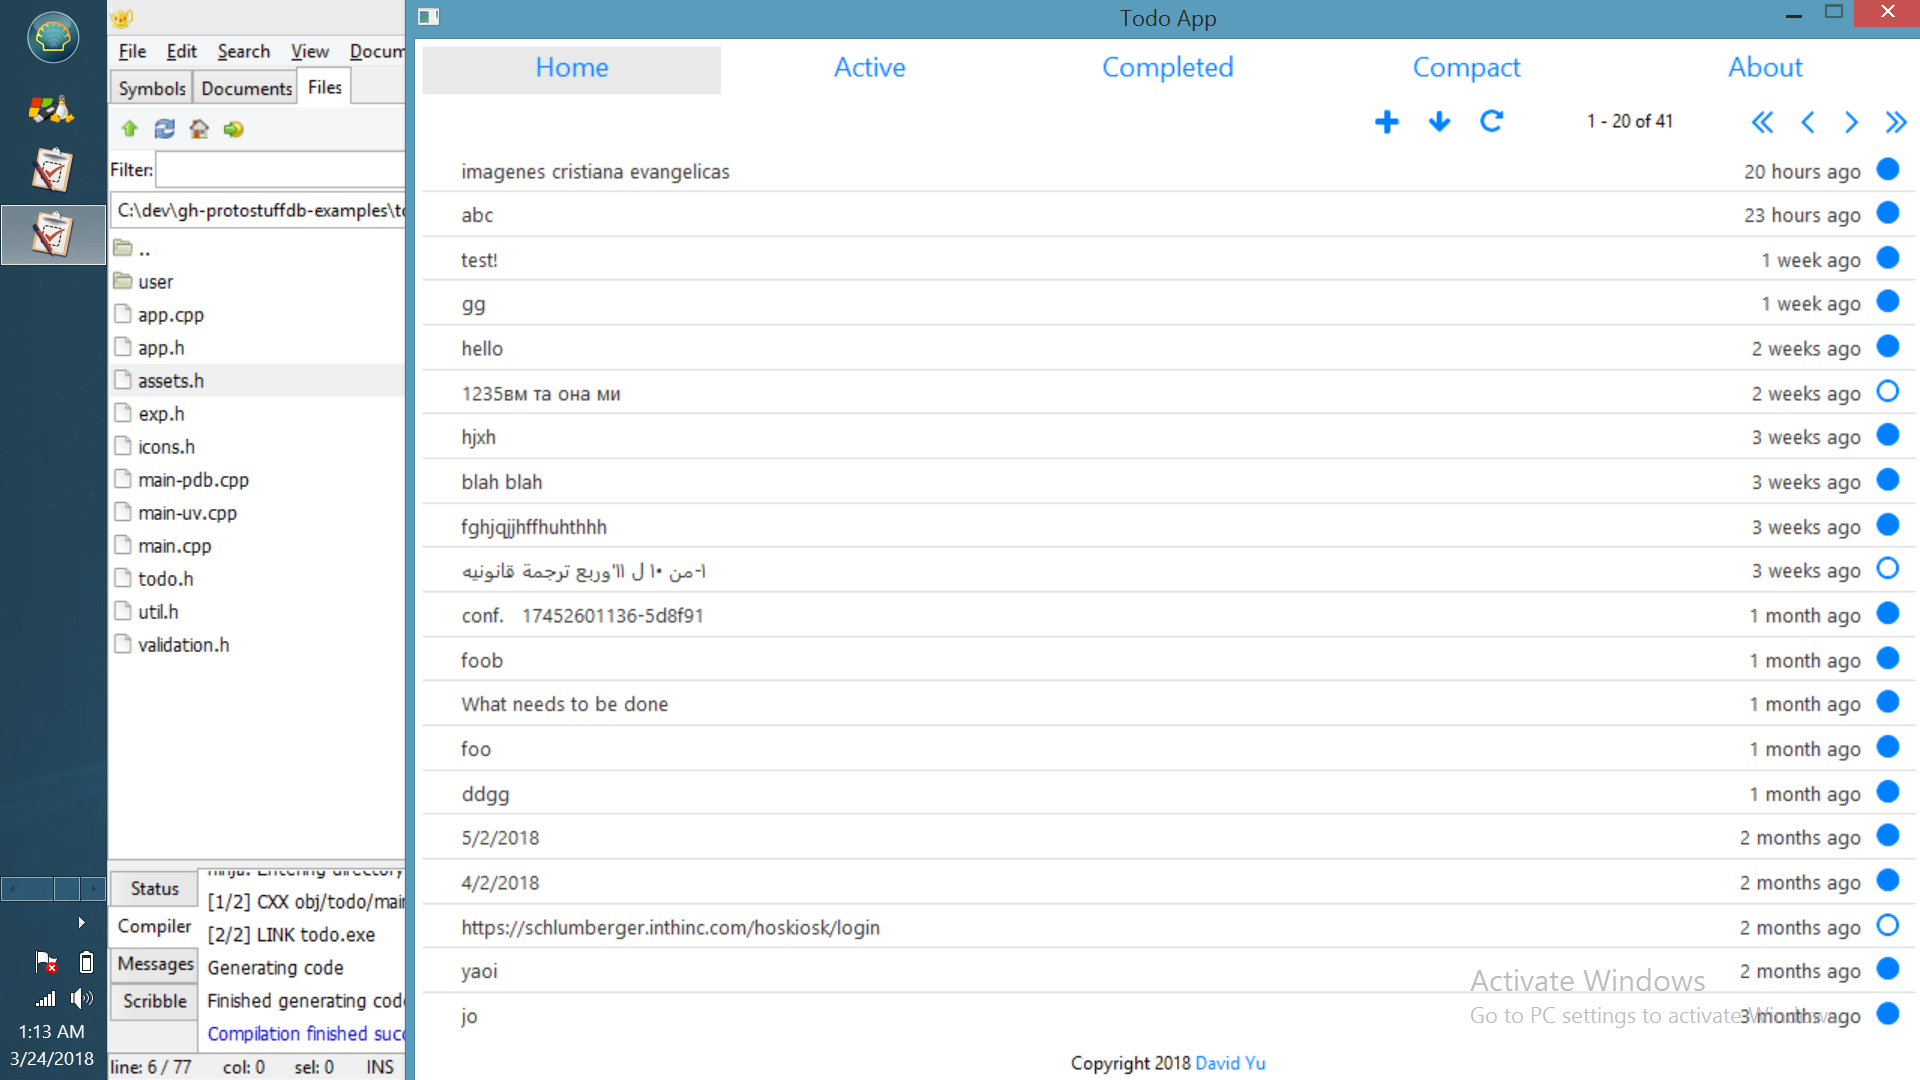 File Edit Search View Docum
Symbols Documents Files
Filter:
C:\dev\gh-protostuffdb-examples\to
..
user
app.cpp
app.h
assets.h
exp.h
icons.h
main-pdb.cpp
main-uv.cpp
main.cpp
todo.h
util.h
validation.h
Status
Compiler
Messages
Scribble
ninja: Entering directory
[1/2] CXX obj/todo/mai
[2/2] LINK todo.exe
Generating code
Finished generating code
Compilation finished succ
line: 6 / 77 col: 0 sel: 0 INS
1:13 AM
3/24/2018
Todo App
Home Active Completed Compact About
1 - 20 of 41
imagenes cristiana evangelicas 20 hours ago
abc 23 hours ago
test! 1 week ago
gg 1 week ago
hello 2 weeks ago
1235вм та она ми 2 weeks ago
hjxh 3 weeks ago
blah blah 3 weeks ago
fghjqjjhffhuhthhh 3 weeks ago
١-من ١٠ ل ١١'وربع ترجمة قانونيه 3 weeks ago
conf. 17452601136-5d8f91 1 month ago
foob 1 month ago
What needs to be done 1 month ago
foo 1 month ago
ddgg 1 month ago
5/2/2018 2 months ago
4/2/2018 2 months ago
https://schlumberger.inthinc.com/hoskiosk/login 2 months ago
yaoi 2 months ago
jo 3 months ago
Activate Windows
Go to PC settings to activate Windows.
Copyright 2018 David Yu